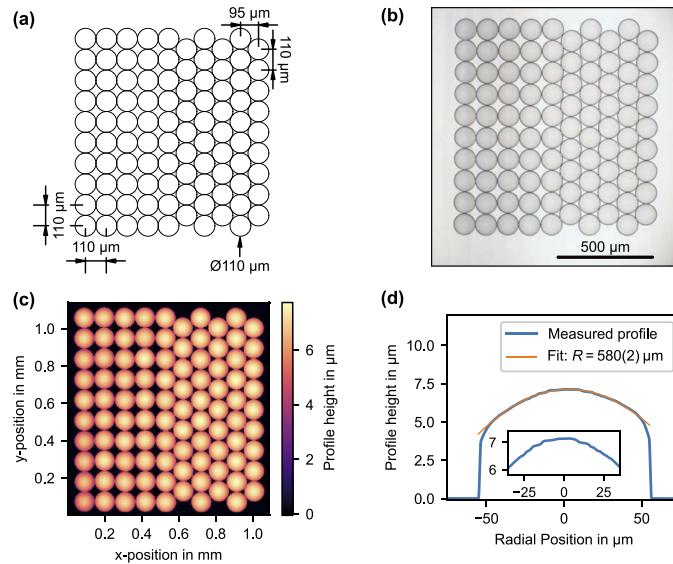 (a)
95 µm
110 µm
110 µm
110 µm
Ø110 µm
(b)
500 µm
(c)
y-position in mm
1.0
0.8
0.6
0.4
0.2
0.2 0.4 0.6 0.8 1.0
x-position in mm
6
4
2
0
Profile height in µm
(d)
Profile height in µm
10.0
7.5
5.0
2.5
0.0
Measured profile
Fit: R = 580(2) µm
7
6
−25 0 25
−50 0 50
Radial Position in µm